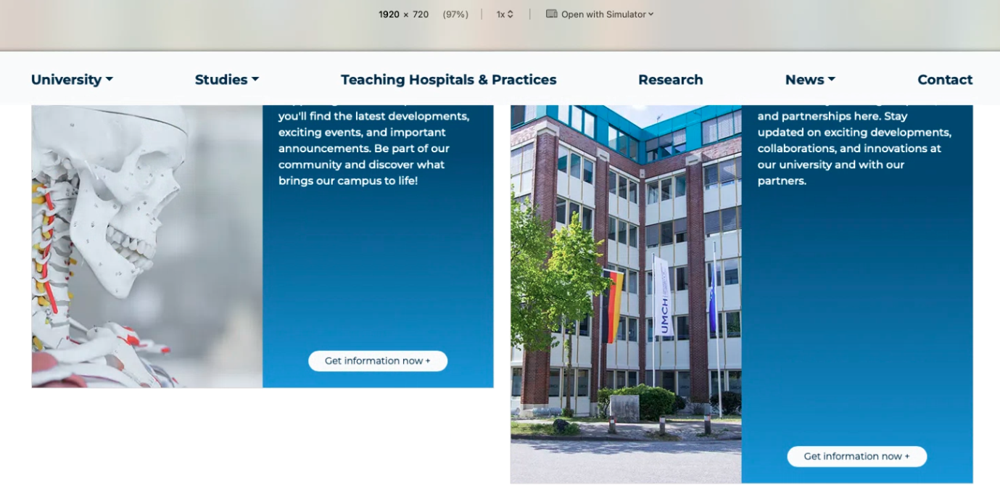 1920 × 720 (97%) 1x Open with Simulator
University Studies Teaching Hospitals & Practices Research News Contact
you'll find the latest developments,
exciting events, and important
announcements. Be part of our
community and discover what
brings our campus to life!
Get information now +
and partnerships here. Stay
updated on exciting developments,
collaborations, and innovations at
our university and with our
partners.
UMCH
Get information now +